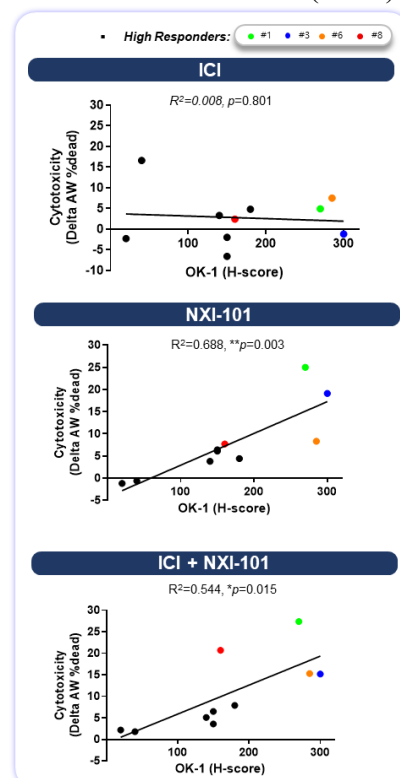 ▪ High Responders: #1 #3 #6 #8
ICI
R²=0.008, p=0.801
Cytotoxicity
(Delta AW %dead)
30
25
20
15
10
5
0
-5
-10
100 200 300
OK-1 (H-score)
NXI-101
R²=0.688, **p=0.003
Cytotoxicity
(Delta AW %dead)
30
25
20
15
10
5
0
-5
100 200 300
OK-1 (H-score)
ICI + NXI-101
R²=0.544, *p=0.015
Cytotoxicity
(Delta AW %dead)
30
25
20
15
10
5
0
-5
100 200 300
OK-1 (H-score)